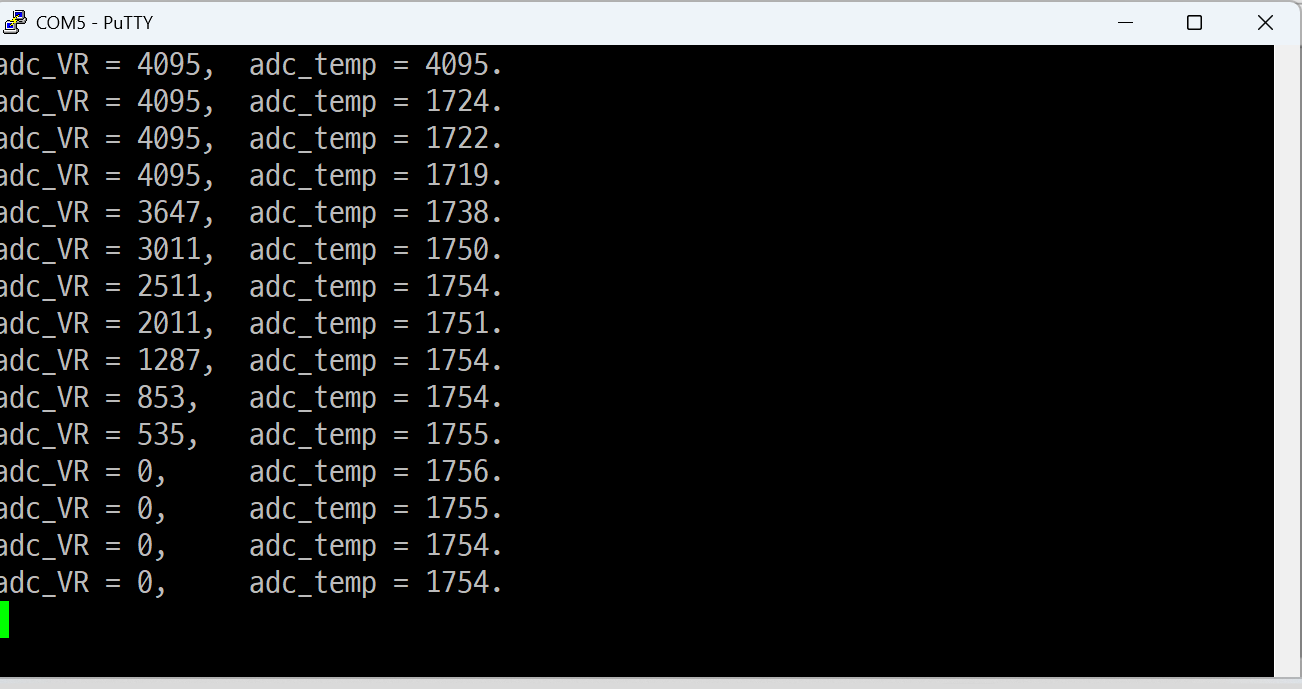 COM5 - PuTTY
adc_VR = 4095,  adc_temp = 4095.
adc_VR = 4095,  adc_temp = 1724.
adc_VR = 4095,  adc_temp = 1722.
adc_VR = 4095,  adc_temp = 1719.
adc_VR = 3647,  adc_temp = 1738.
adc_VR = 3011,  adc_temp = 1750.
adc_VR = 2511,  adc_temp = 1754.
adc_VR = 2011,  adc_temp = 1751.
adc_VR = 1287,  adc_temp = 1754.
adc_VR = 853,   adc_temp = 1754.
adc_VR = 535,   adc_temp = 1755.
adc_VR = 0,     adc_temp = 1756.
adc_VR = 0,     adc_temp = 1755.
adc_VR = 0,     adc_temp = 1754.
adc_VR = 0,     adc_temp = 1754.